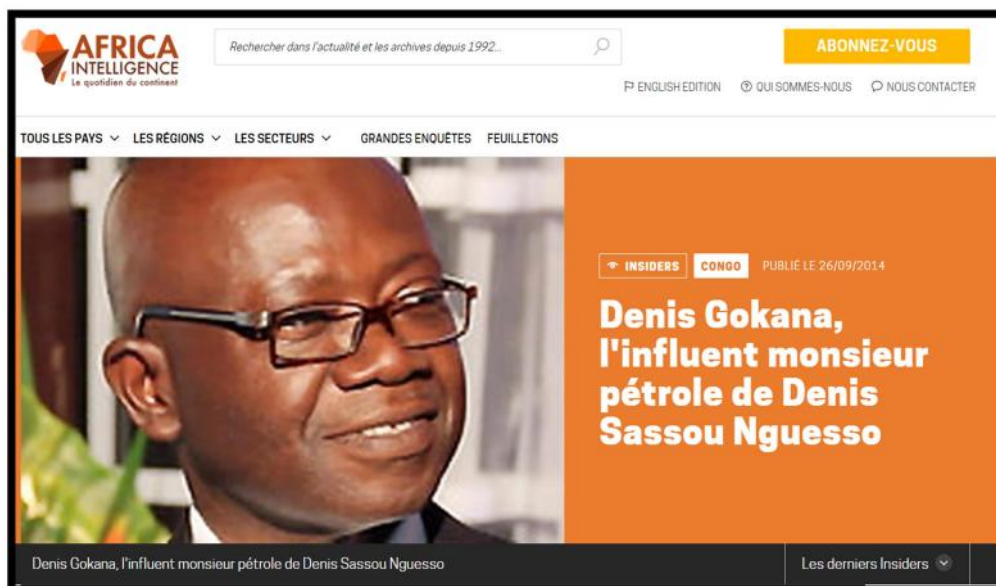 AFRICA
INTELLIGENCE
Le quotidien du continent
Rechercher dans l'actualité et les archives depuis 1992...
ABONNEZ-VOUS
ENGLISH EDITION QUI SOMMES-NOUS NOUS CONTACTER
TOUS LES PAYS LES RÉGIONS LES SECTEURS GRANDES ENQUÊTES FEUILLETONS
INSIDERS CONGO PUBLIÉ LE 26/09/2014
Denis Gokana,
l'influent monsieur
pétrole de Denis
Sassou Nguesso
Denis Gokana, l'influent monsieur pétrole de Denis Sassou Nguesso Les derniers Insiders